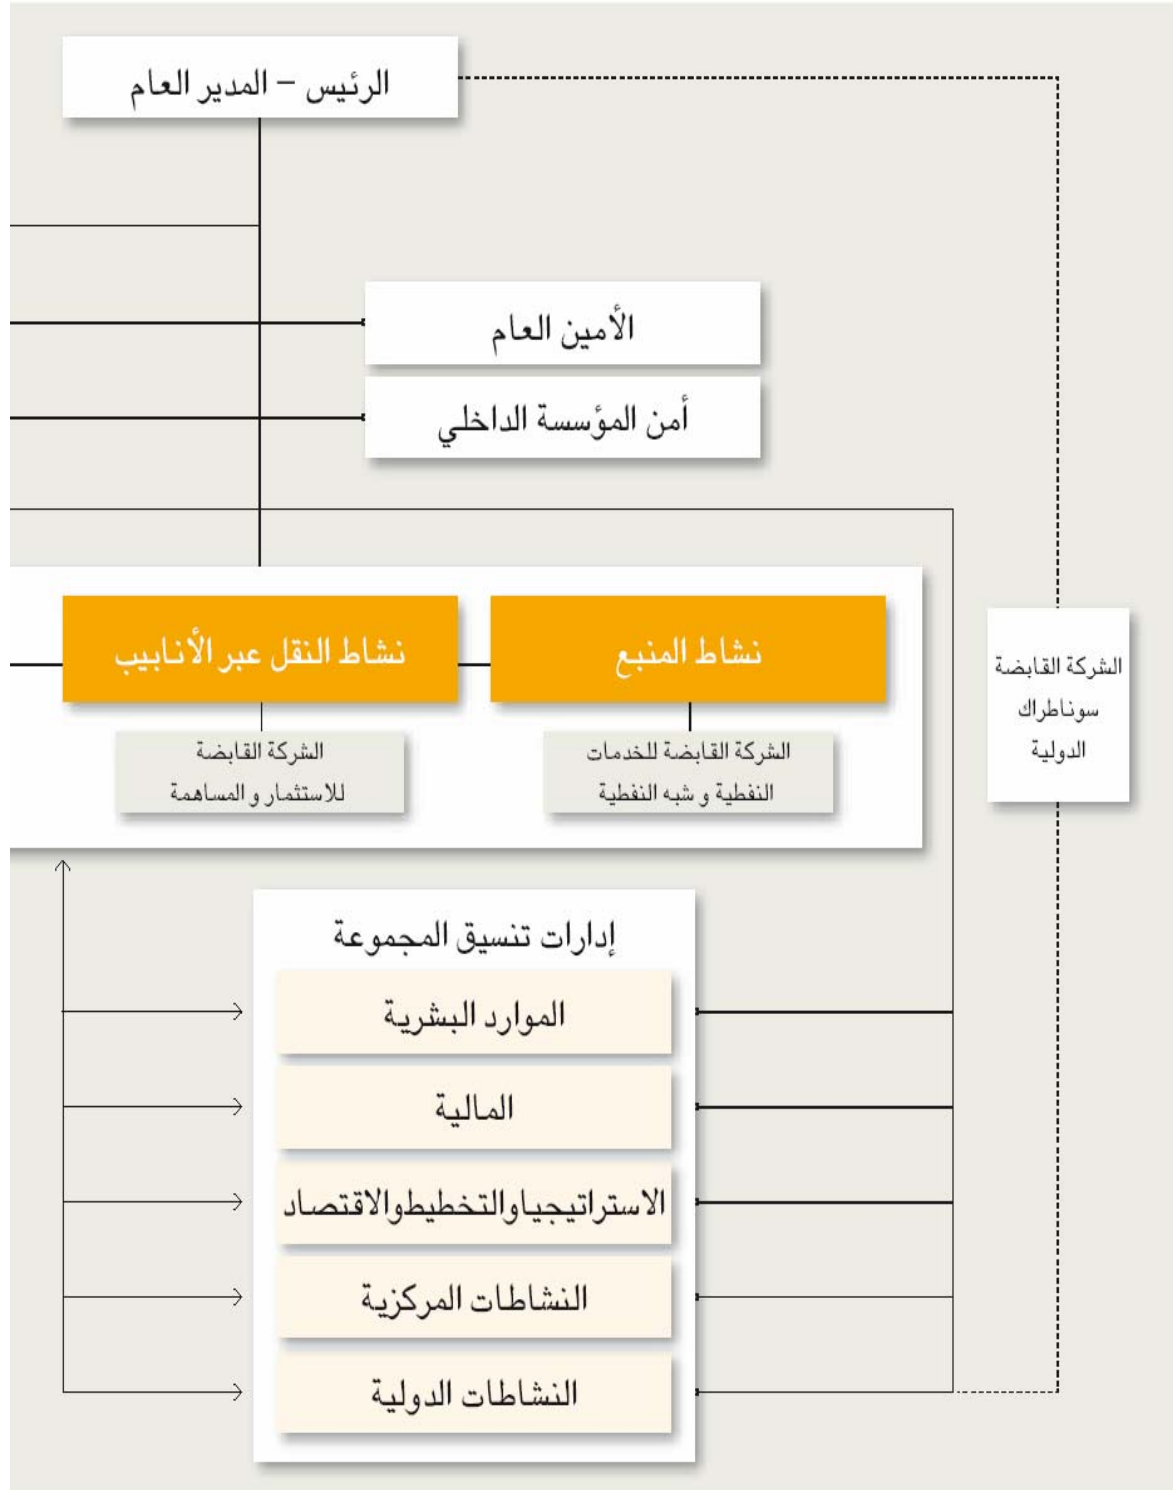 الرئيس – المدير العام
الأمين العام
أمن المؤسسة الداخلي
نشاط المنبع
نشاط النقل عبر الأنابيب
الشركة القابضة للخدمات
النفطية و شبه النفطية
الشركة القابضة
للاستثمار و المساهمة
الشركة القابضة
سوناطراك
الدولية
إدارات تنسيق المجموعة
الموارد البشرية
المالية
الاستراتيجياوالتخطيطوالاقتصاد
النشاطات المركزية
النشاطات الدولية